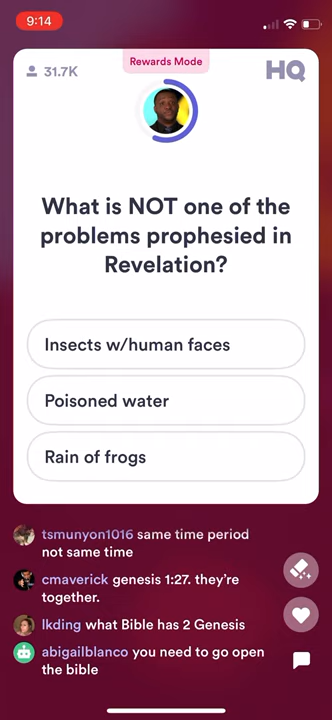 9:14
Rewards Mode
31.7K
HQ
What is NOT one of the
problems prophesied in
Revelation?
Insects w/human faces
Poisoned water
Rain of frogs
tsmunyon1016 same time period
not same time
cmaverick genesis 1:27. they're
together.
lkding what Bible has 2 Genesis
abigailblanco you need to go open
the bible